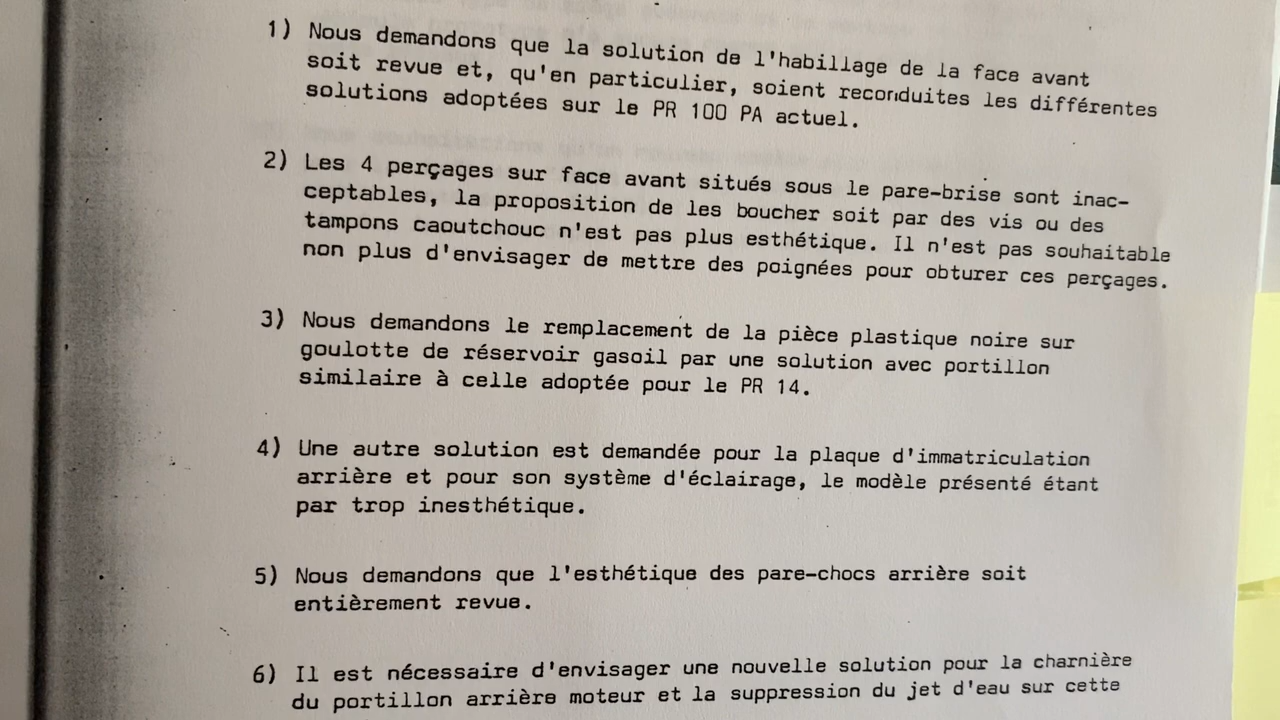 1) Nous demandons que la solution de l'habillage de la face avant
soit revue et, qu'en particulier, soient reconduites les différentes
solutions adoptées sur le PR 100 PA actuel.
2) Les 4 perçages sur face avant situés sous le pare-brise sont inac-
ceptables, la proposition de les boucher soit par des vis ou des
tampons caoutchouc n'est pas plus esthétique. Il n'est pas souhaitable
non plus d'envisager de mettre des poignées pour obturer ces perçages.
3) Nous demandons le remplacement de la pièce plastique noire sur
goulotte de réservoir gasoil par une solution avec portillon
similaire à celle adoptée pour le PR 14.
4) Une autre solution est demandée pour la plaque d'immatriculation
arrière et pour son système d'éclairage, le modèle présenté étant
par trop inesthétique.
5) Nous demandons que l'esthétique des pare-chocs arrière soit
entièrement revue.
6) Il est nécessaire d'envisager une nouvelle solution pour la charnière
du portillon arrière moteur et la suppression du jet d'eau sur cette